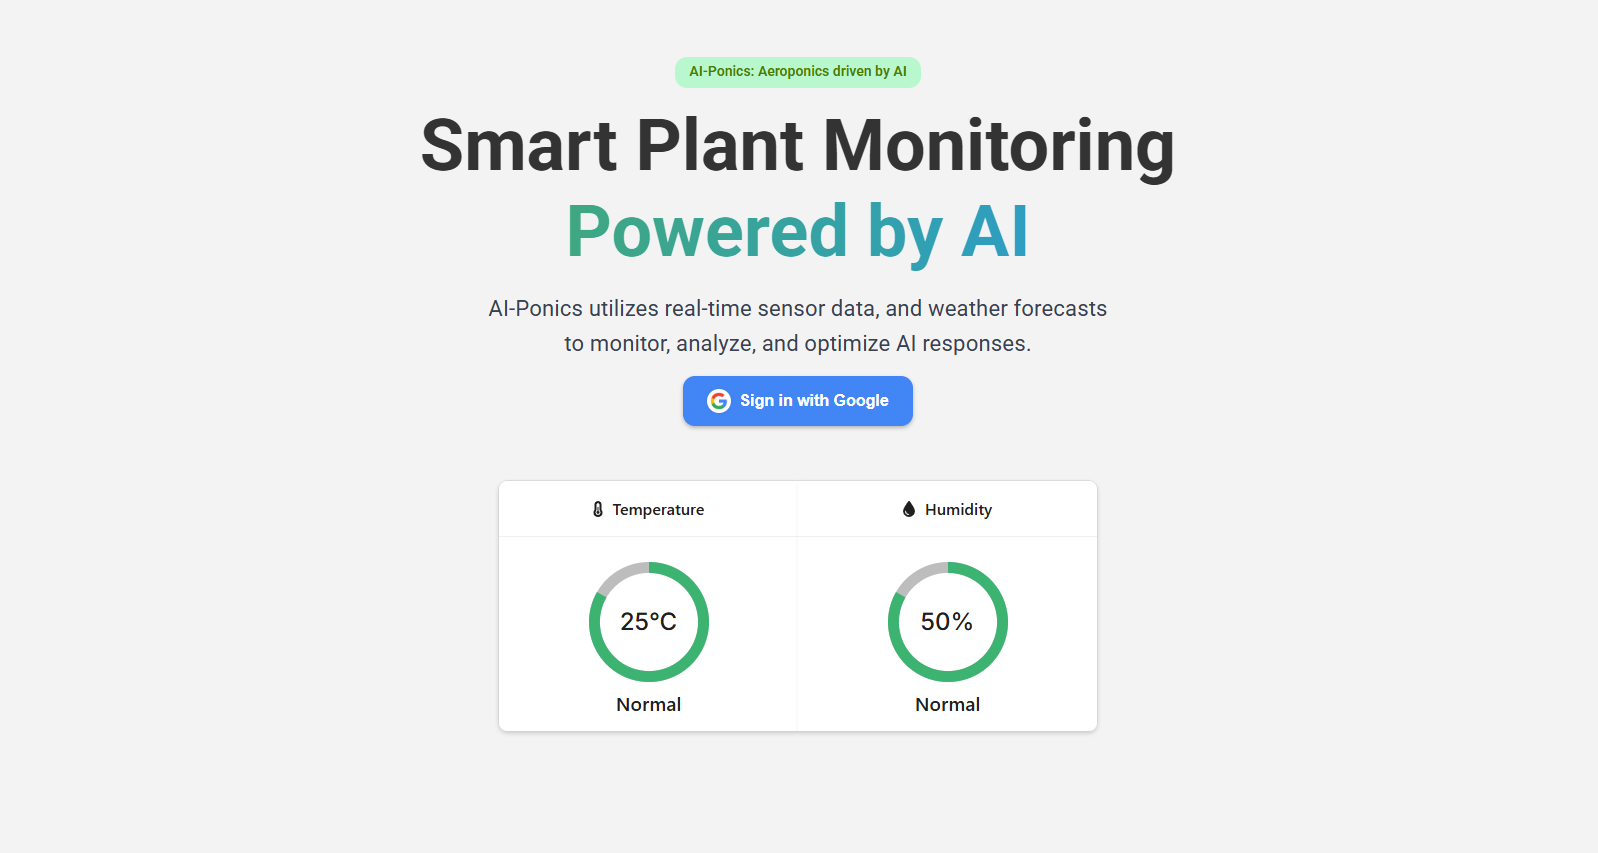 AI-Ponics: Aeroponics driven by AI
Smart Plant Monitoring
Powered by AI
AI-Ponics utilizes real-time sensor data, and weather forecasts
to monitor, analyze, and optimize AI responses.
Sign in with Google
Temperature
Humidity
25°C
50%
Normal
Normal